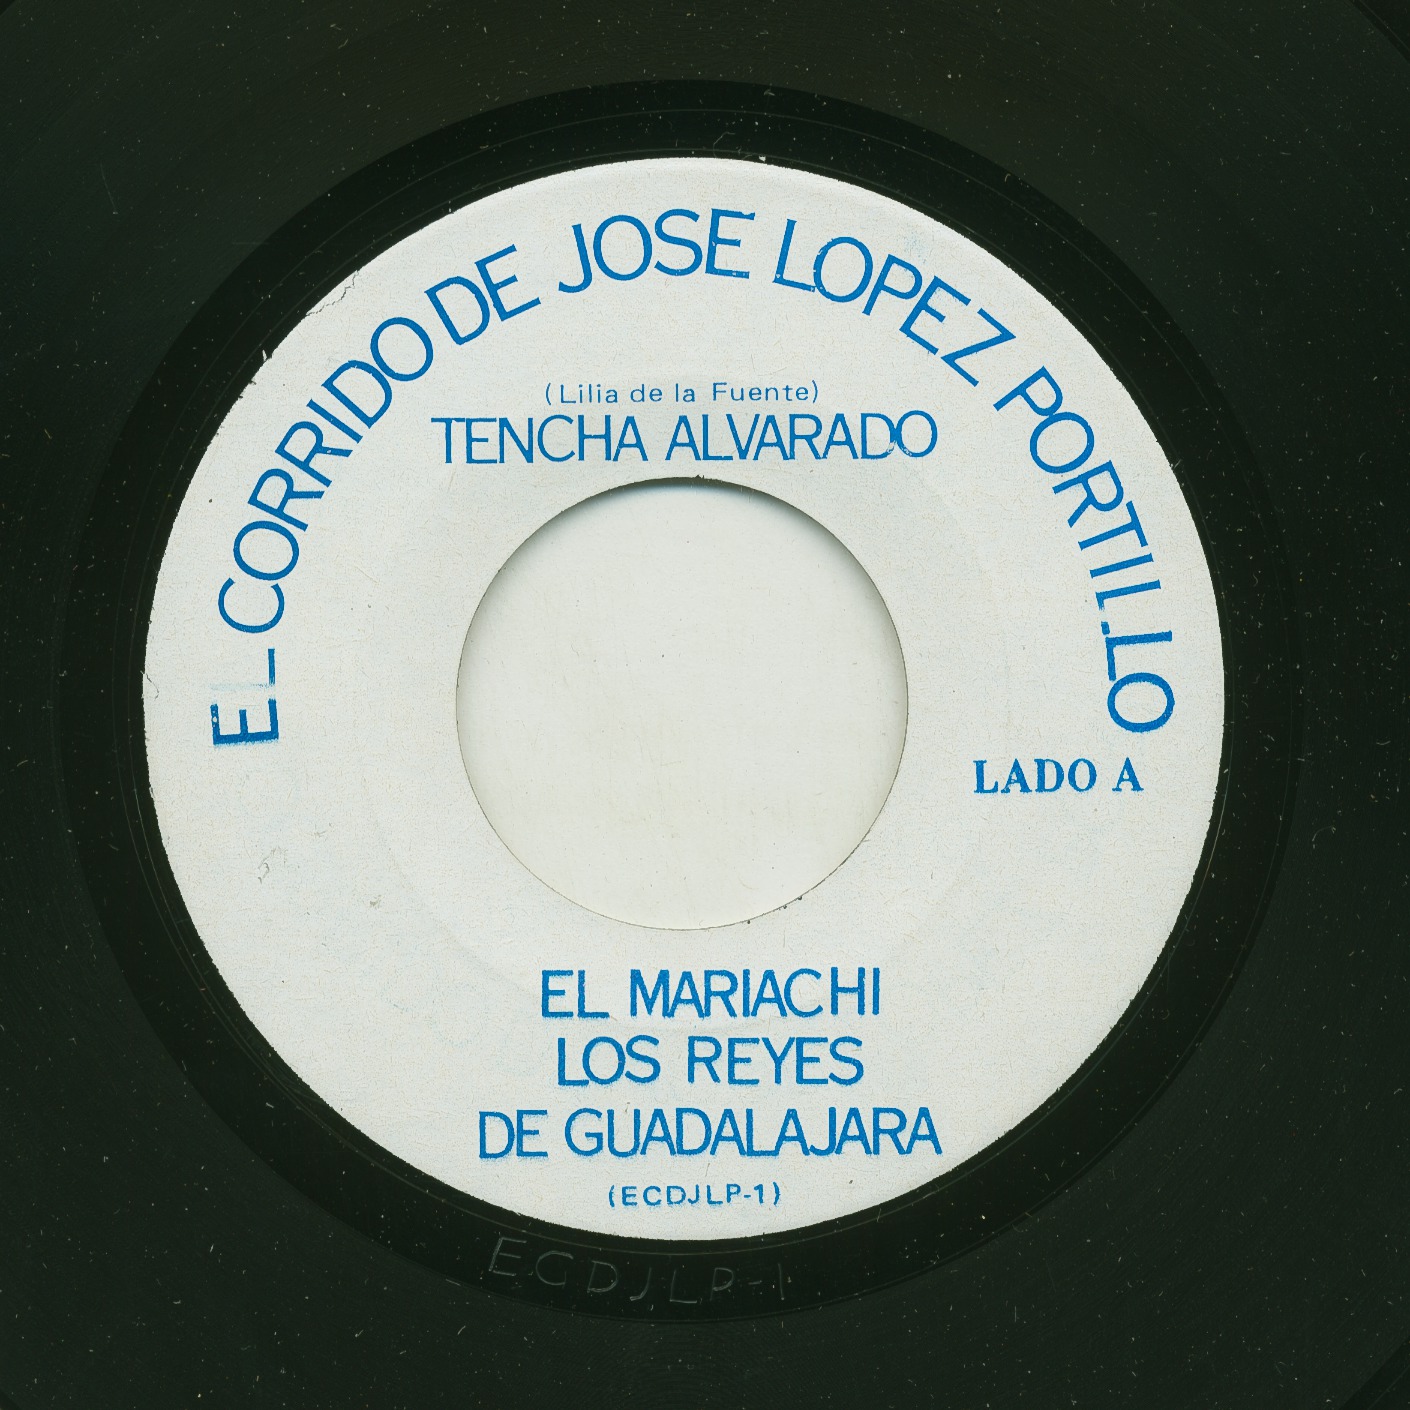 EL CORRIDO DE JOSE LOPEZ PORTILLO
(Lilia de la Fuente)
TENCHA ALVARADO
LADO A
EL MARIACHI
LOS REYES
DE GUADALAJARA
(ECDJLP-1)
ECDJLP-1